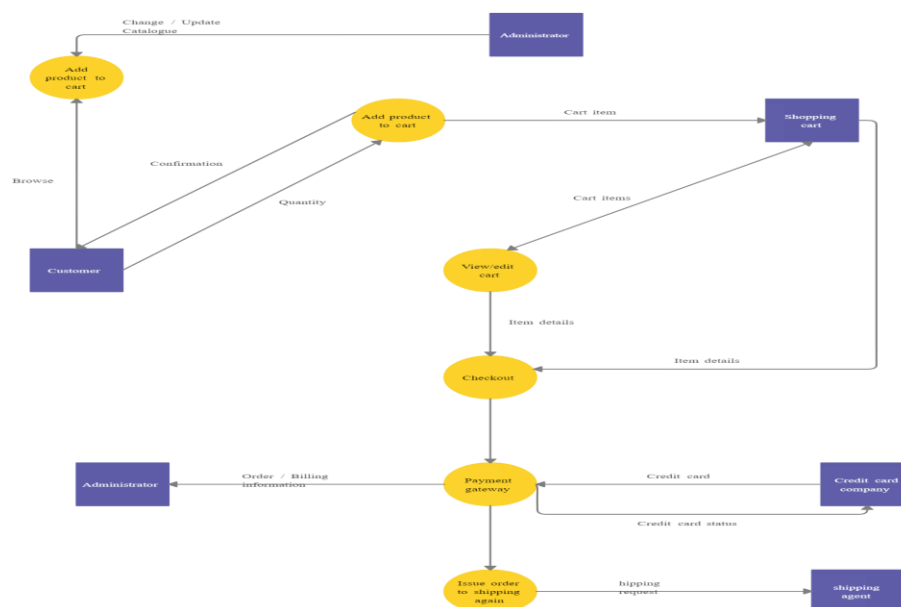 Change / Update
Catalogue
Administrator
Add
product to
cart
Add product
to cart
Cart item
Shopping
cart
Confirmation
Browse
Quantity
Cart items
Customer
View/edit
cart
Item details
Item details
Checkout
Administrator
Order / Billing
information
Payment
gateway
Credit card
Credit card
company
Credit card status
Issue order
to shipping
again
hipping
request
shipping
agent